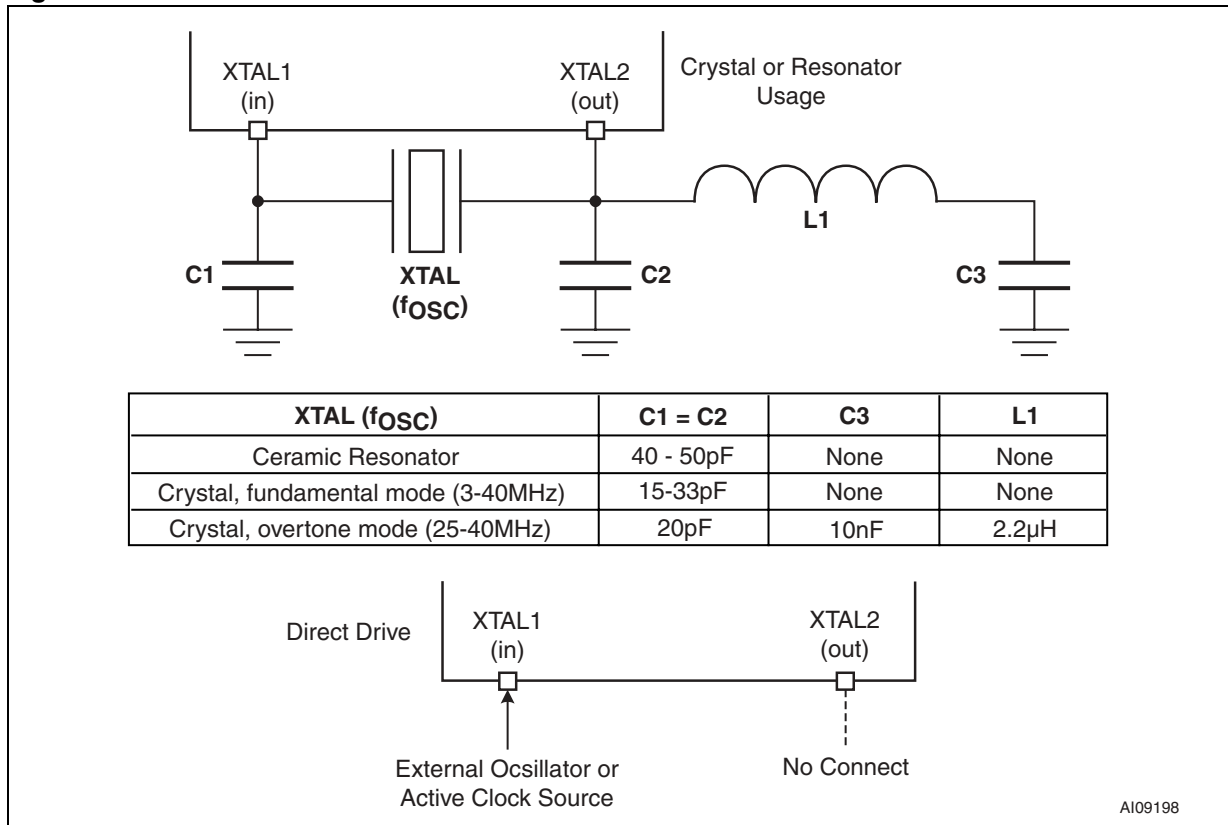 XTAL1
(in)
XTAL2
(out)
Crystal or Resonator
Usage
L1
C1
XTAL
(fOSC)
C2
C3
XTAL (fOSC) C1 = C2 C3 L1
Ceramic Resonator 40 - 50pF None None
Crystal, fundamental mode (3-40MHz) 15-33pF None None
Crystal, overtone mode (25-40MHz) 20pF 10nF 2.2µH
Direct Drive
XTAL1
(in)
XTAL2
(out)
External Ocsillator or
Active Clock Source
No Connect
AI09198